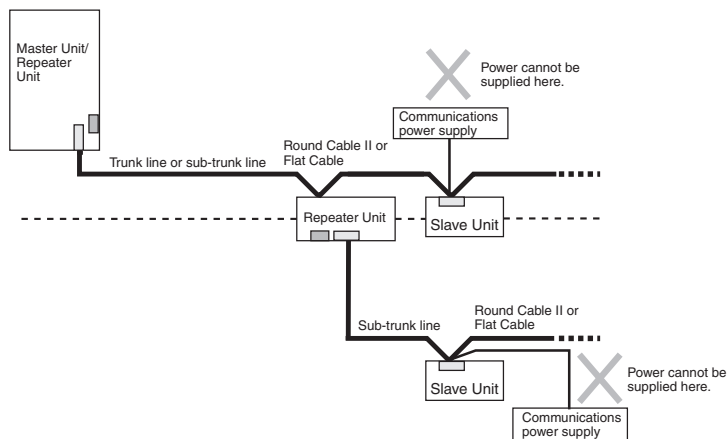 Master Unit/
Repeater
Unit
Power cannot be
supplied here.
Communications
power supply
Round Cable II or
Flat Cable
Trunk line or sub-trunk line
Repeater Unit
Slave Unit
Sub-trunk line
Round Cable II or
Flat Cable
Slave Unit
Power cannot be
supplied here.
Communications
power supply